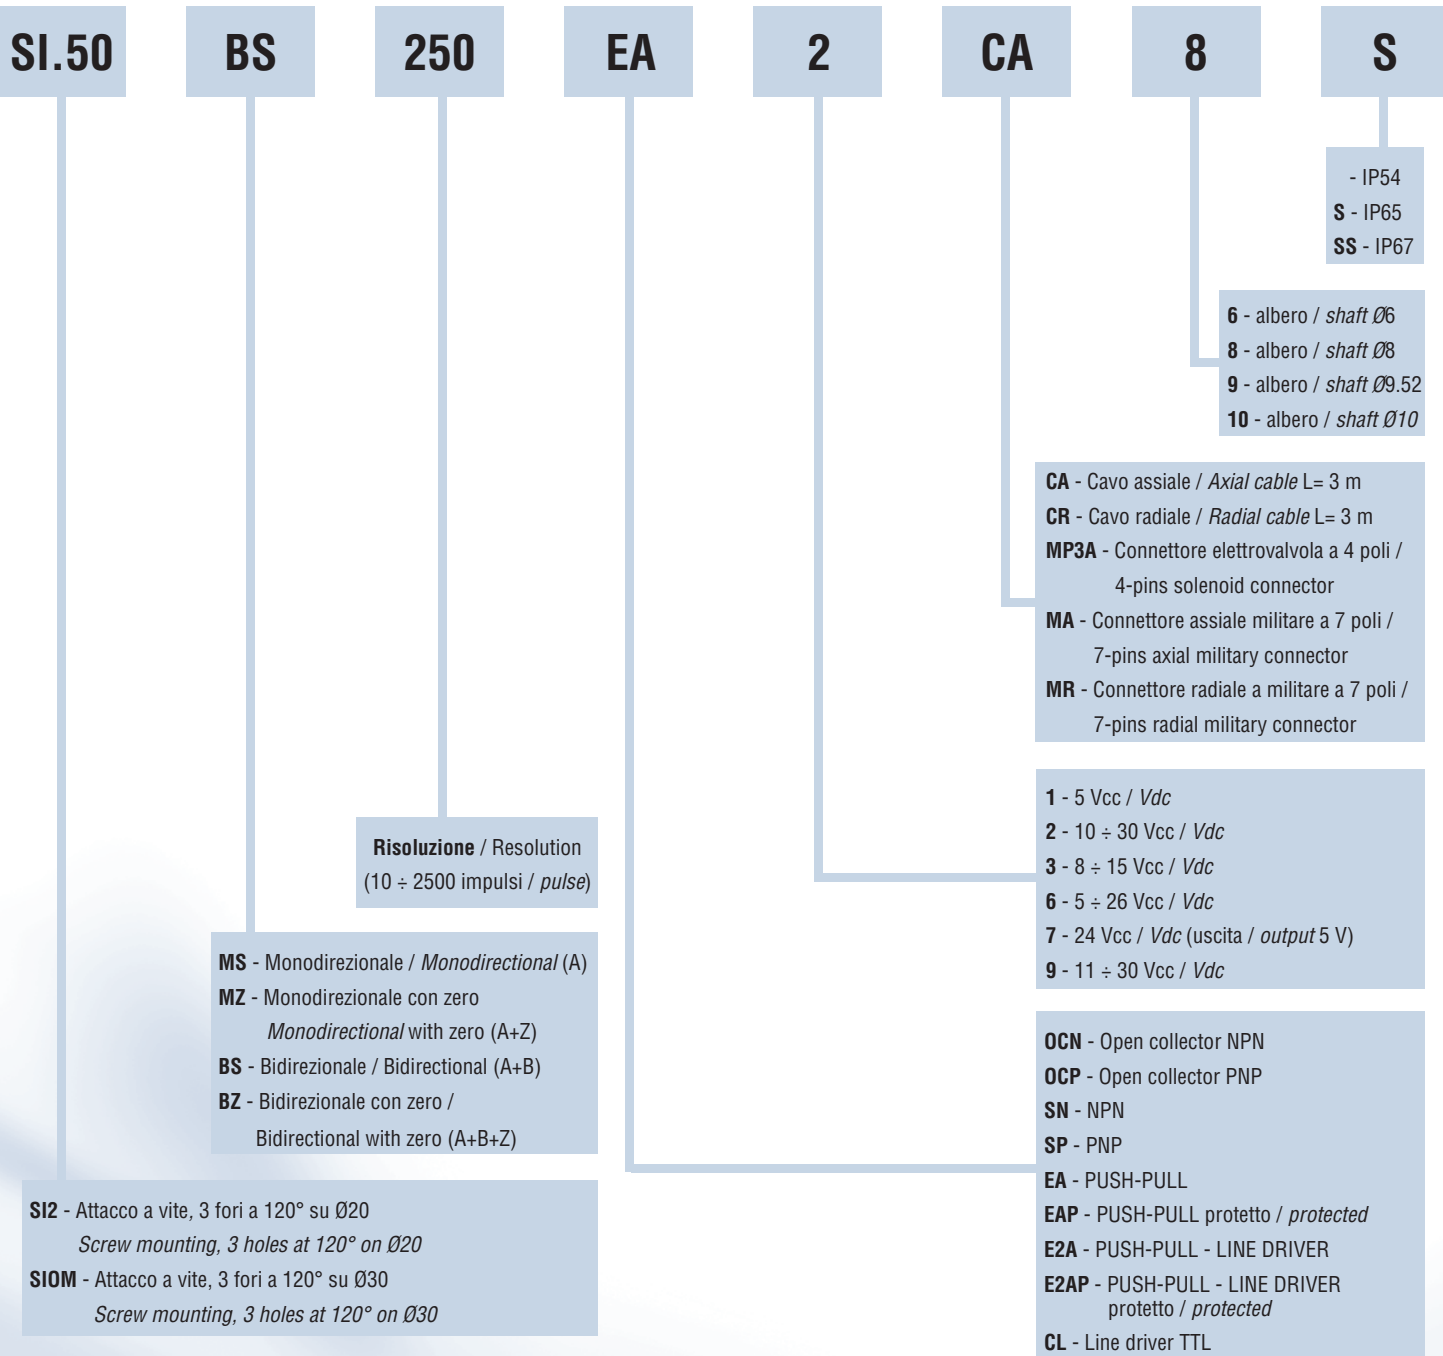 SI.50 BS 250 EA 2 CA 8 S
- IP54
S - IP65
SS - IP67
6 - albero / shaft Ø6
8 - albero / shaft Ø8
9 - albero / shaft Ø9.52
10 - albero / shaft Ø10
CA - Cavo assiale / Axial cable L= 3 m
CR - Cavo radiale / Radial cable L= 3 m
MP3A - Connettore elettrovalvola a 4 poli /
4-pins solenoid connector
MA - Connettore assiale militare a 7 poli /
7-pins axial military connector
MR - Connettore radiale a militare a 7 poli /
7-pins radial military connector
1 - 5 Vcc / Vdc
2 - 10 ÷ 30 Vcc / Vdc
3 - 8 ÷ 15 Vcc / Vdc
6 - 5 ÷ 26 Vcc / Vdc
7 - 24 Vcc / Vdc (uscita / output 5 V)
9 - 11 ÷ 30 Vcc / Vdc
Risoluzione / Resolution
(10 ÷ 2500 impulsi / pulse)
MS - Monodirezionale / Monodirectional (A)
MZ - Monodirezionale con zero
Monodirectional with zero (A+Z)
BS - Bidirezionale / Bidirectional (A+B)
BZ - Bidirezionale con zero /
Bidirectional with zero (A+B+Z)
OCN - Open collector NPN
OCP - Open collector PNP
SN - NPN
SP - PNP
EA - PUSH-PULL
EAP - PUSH-PULL protetto / protected
E2A - PUSH-PULL - LINE DRIVER
E2AP - PUSH-PULL - LINE DRIVER
protetto / protected
CL - Line driver TTL
SI2 - Attacco a vite, 3 fori a 120° su Ø20
Screw mounting, 3 holes at 120° on Ø20
SIOM - Attacco a vite, 3 fori a 120° su Ø30
Screw mounting, 3 holes at 120° on Ø30